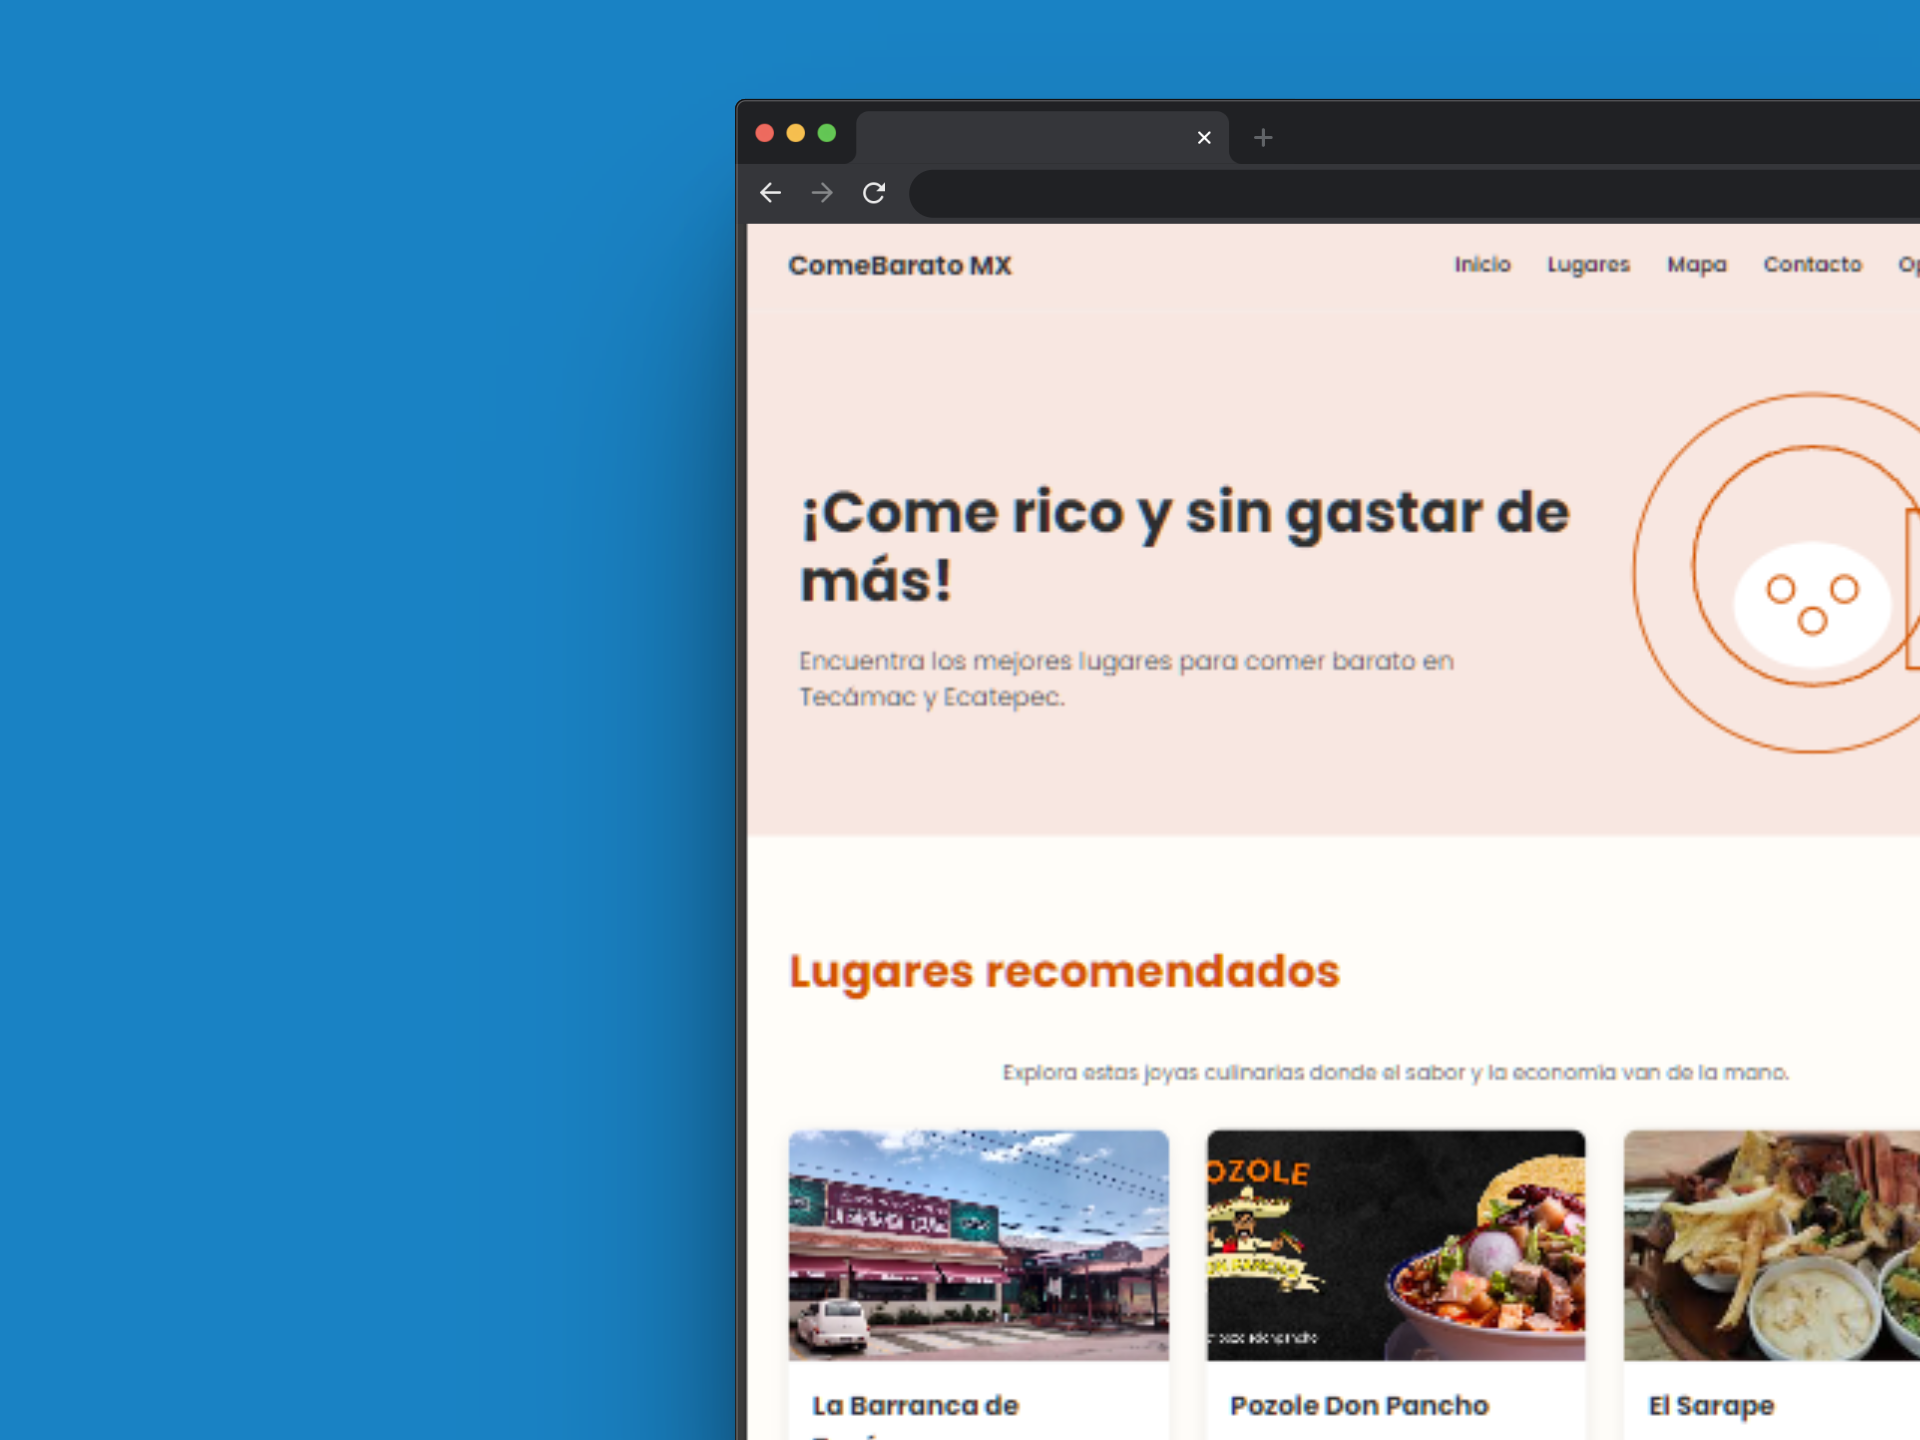 ComeBarato MX
Inicio Lugares Mapa Contacto
¡Come rico y sin gastar de
más!
Encuentra los mejores lugares para comer barato en
Tecámac y Ecatepec.
Lugares recomendados
Explora estas joyas culinarias donde el sabor y la economía van de la mano.
OZOLE
La Barranca de
Pozole Don Pancho
El Sarape